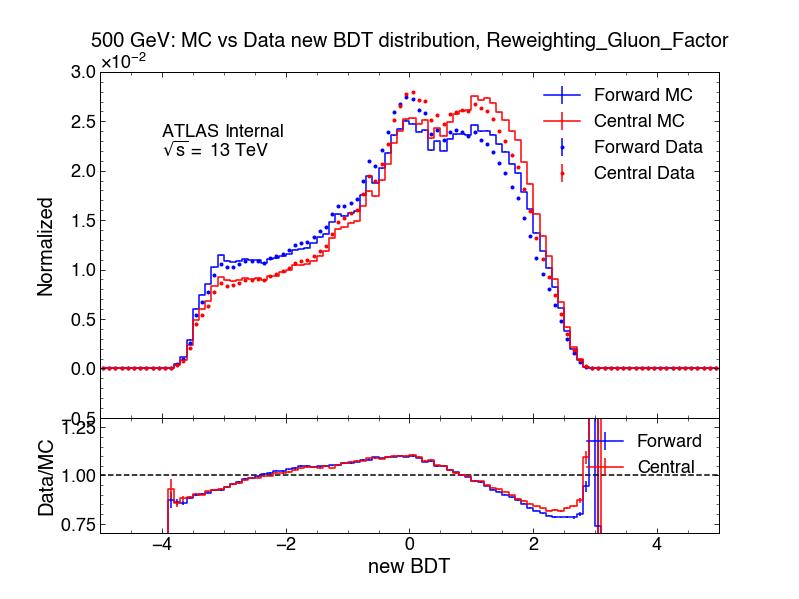 500 GeV: MC vs Data new BDT distribution, Reweighting_Gluon_Factor
×10⁻²
3.0
2.5
2.0
1.5
1.0
0.5
0.0
−0.5
Normalized
ATLAS Internal
√s = 13 TeV
Forward MC
Central MC
Forward Data
Central Data
1.25
1.00
0.75
Data/MC
Forward
Central
−4
−2
0
2
4
new BDT